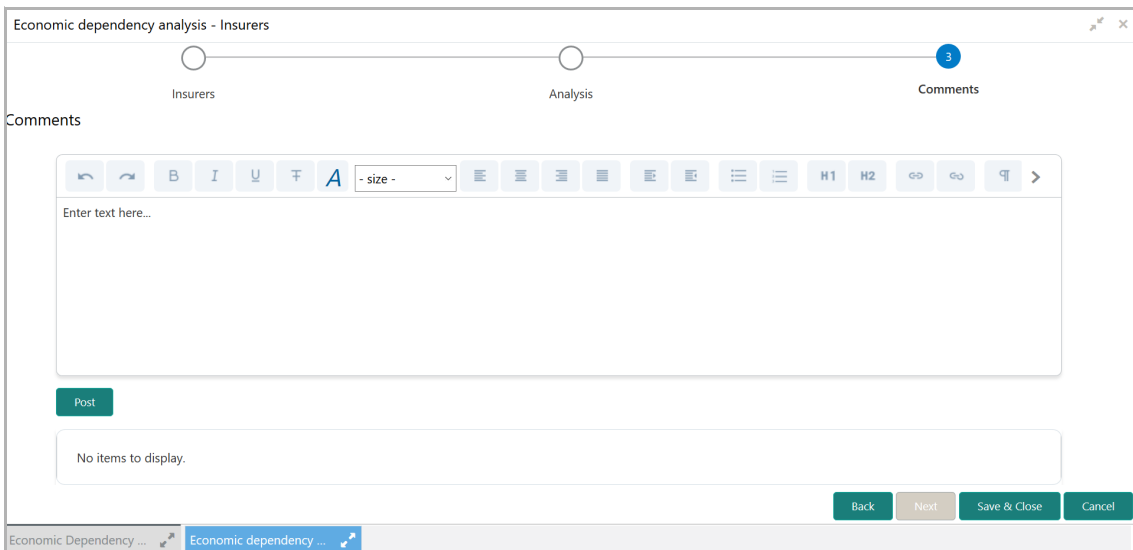 Economic dependency analysis - Insurers
3
Insurers Analysis Comments
Comments
B I U T A - size - H1 H2 ¶
Enter text here...
Post
No items to display.
Back Next Save & Close Cancel
Economic Dependency ... Economic dependency ...